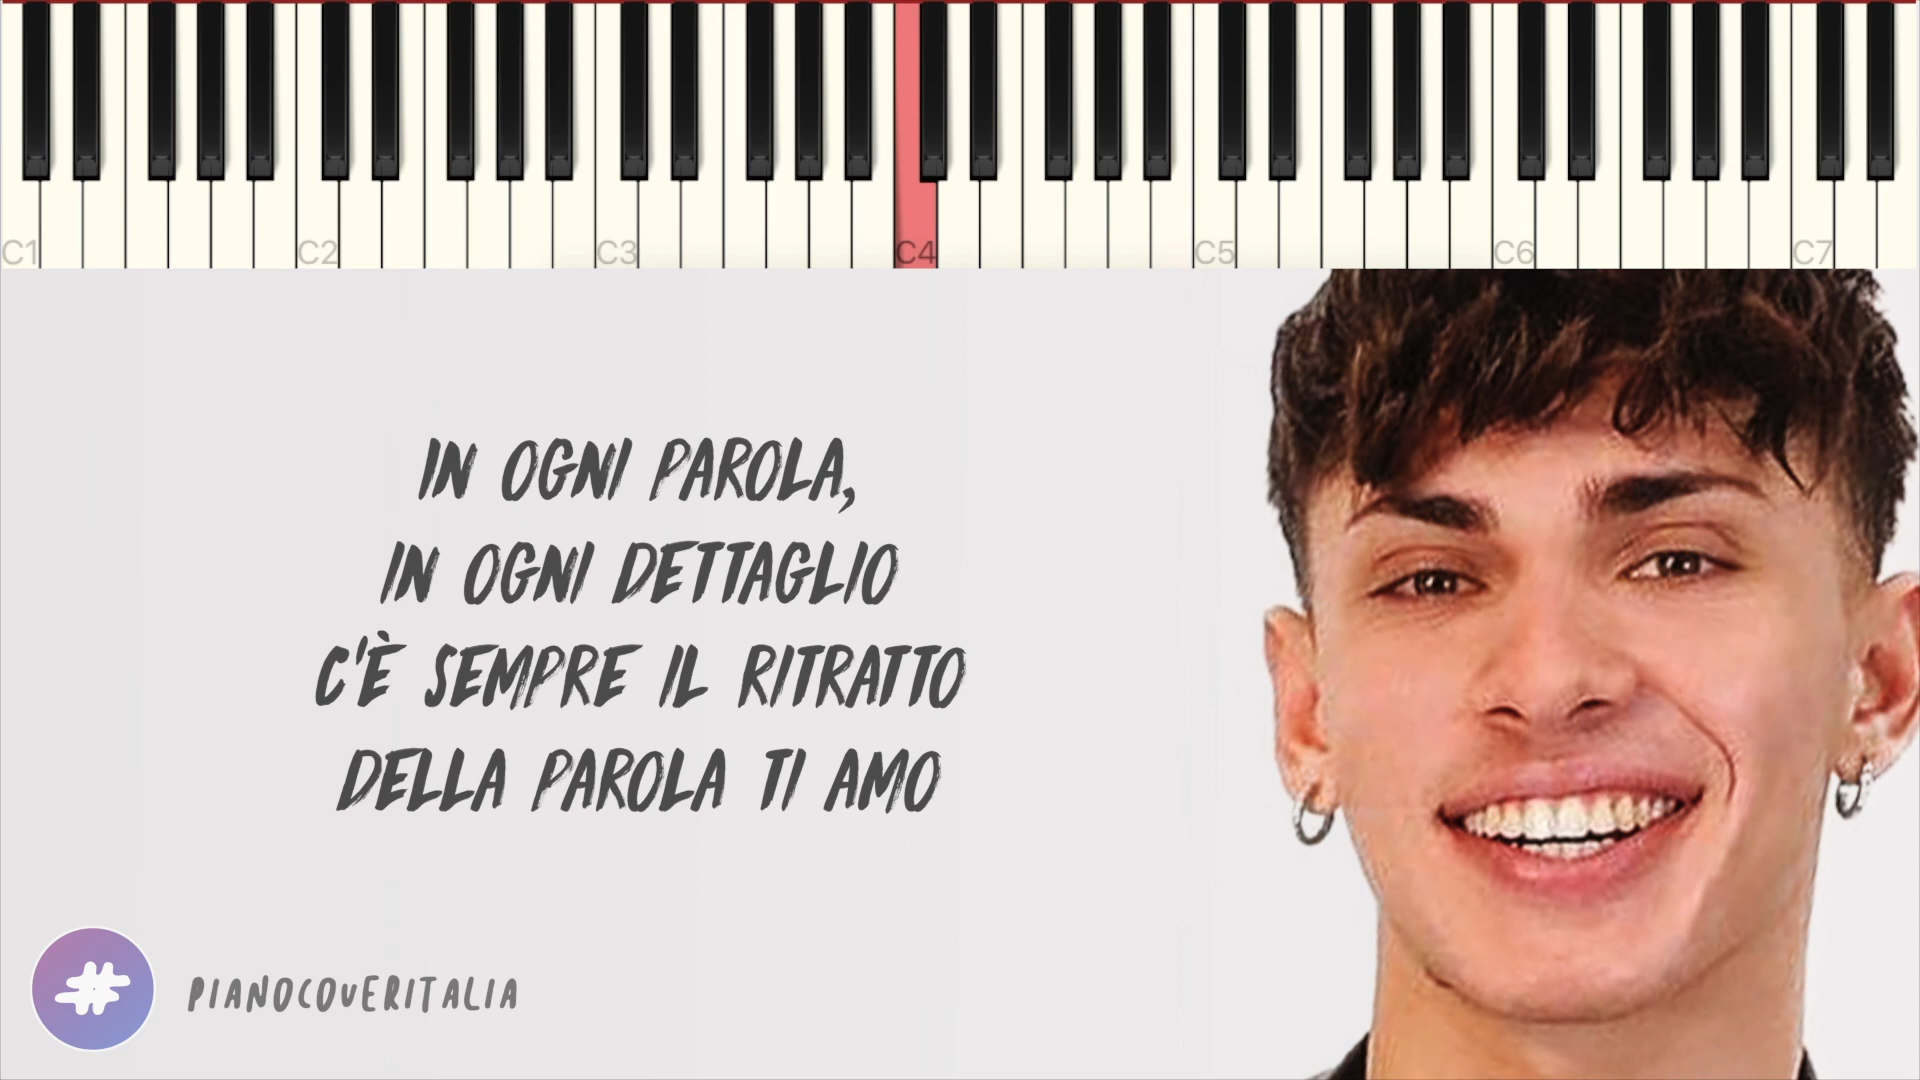 C1 C2 C3 C4 C5 C6 C7
IN OGNI PAROLA,
IN OGNI DETTAGLIO
C'È SEMPRE IL RITRATTO
DELLA PAROLA TI AMO
# PIANOCOVERITALIA